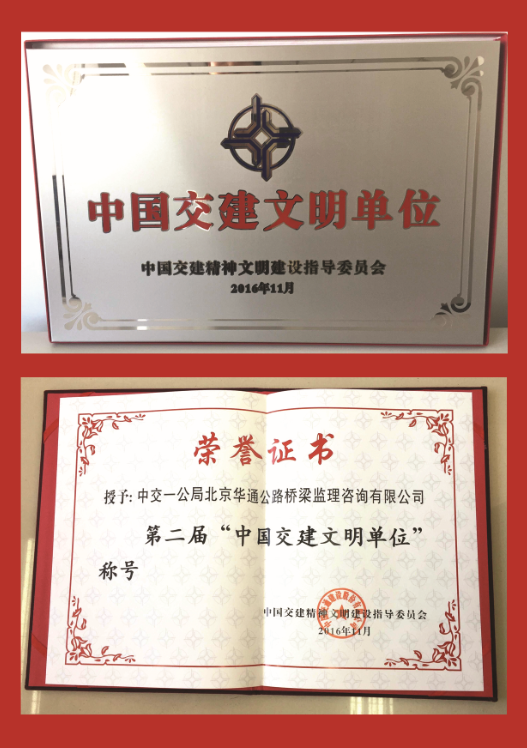 中国交建文明单位
中国交建精神文明建设指导委员会
2016年11月
荣誉证书
授予:中交一公局北京华通公路桥梁监理咨询有限公司
第二届“中国交建文明单位”
称号
中国交建精神文明建设指导委员会
2016年11月